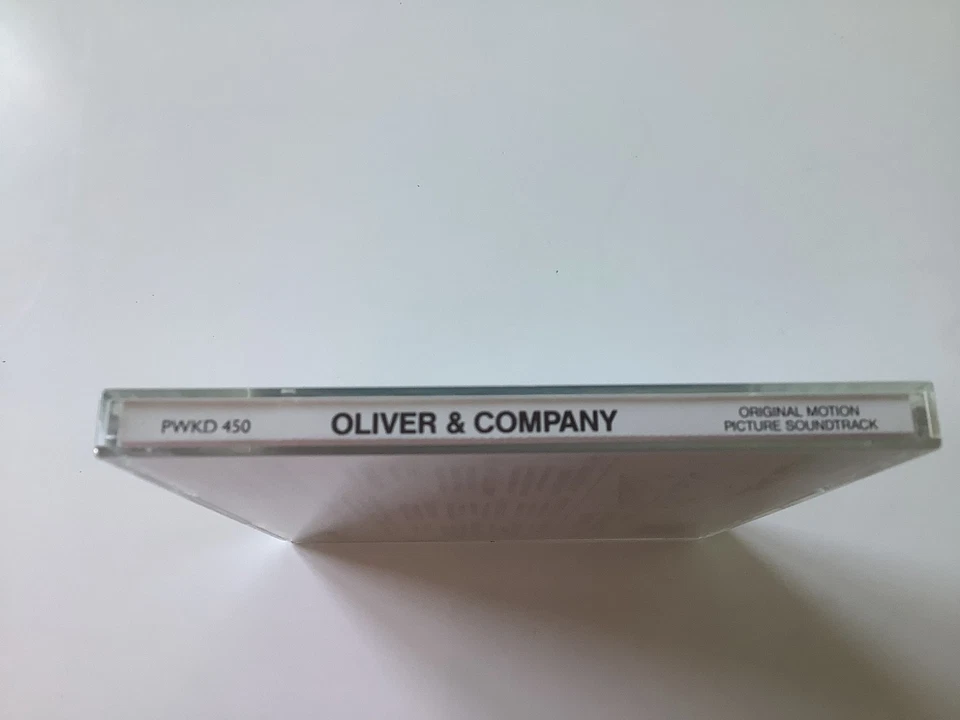 PWKD 450
OLIVER & COMPANY
ORIGINAL MOTION
PICTURE SOUNDTRACK